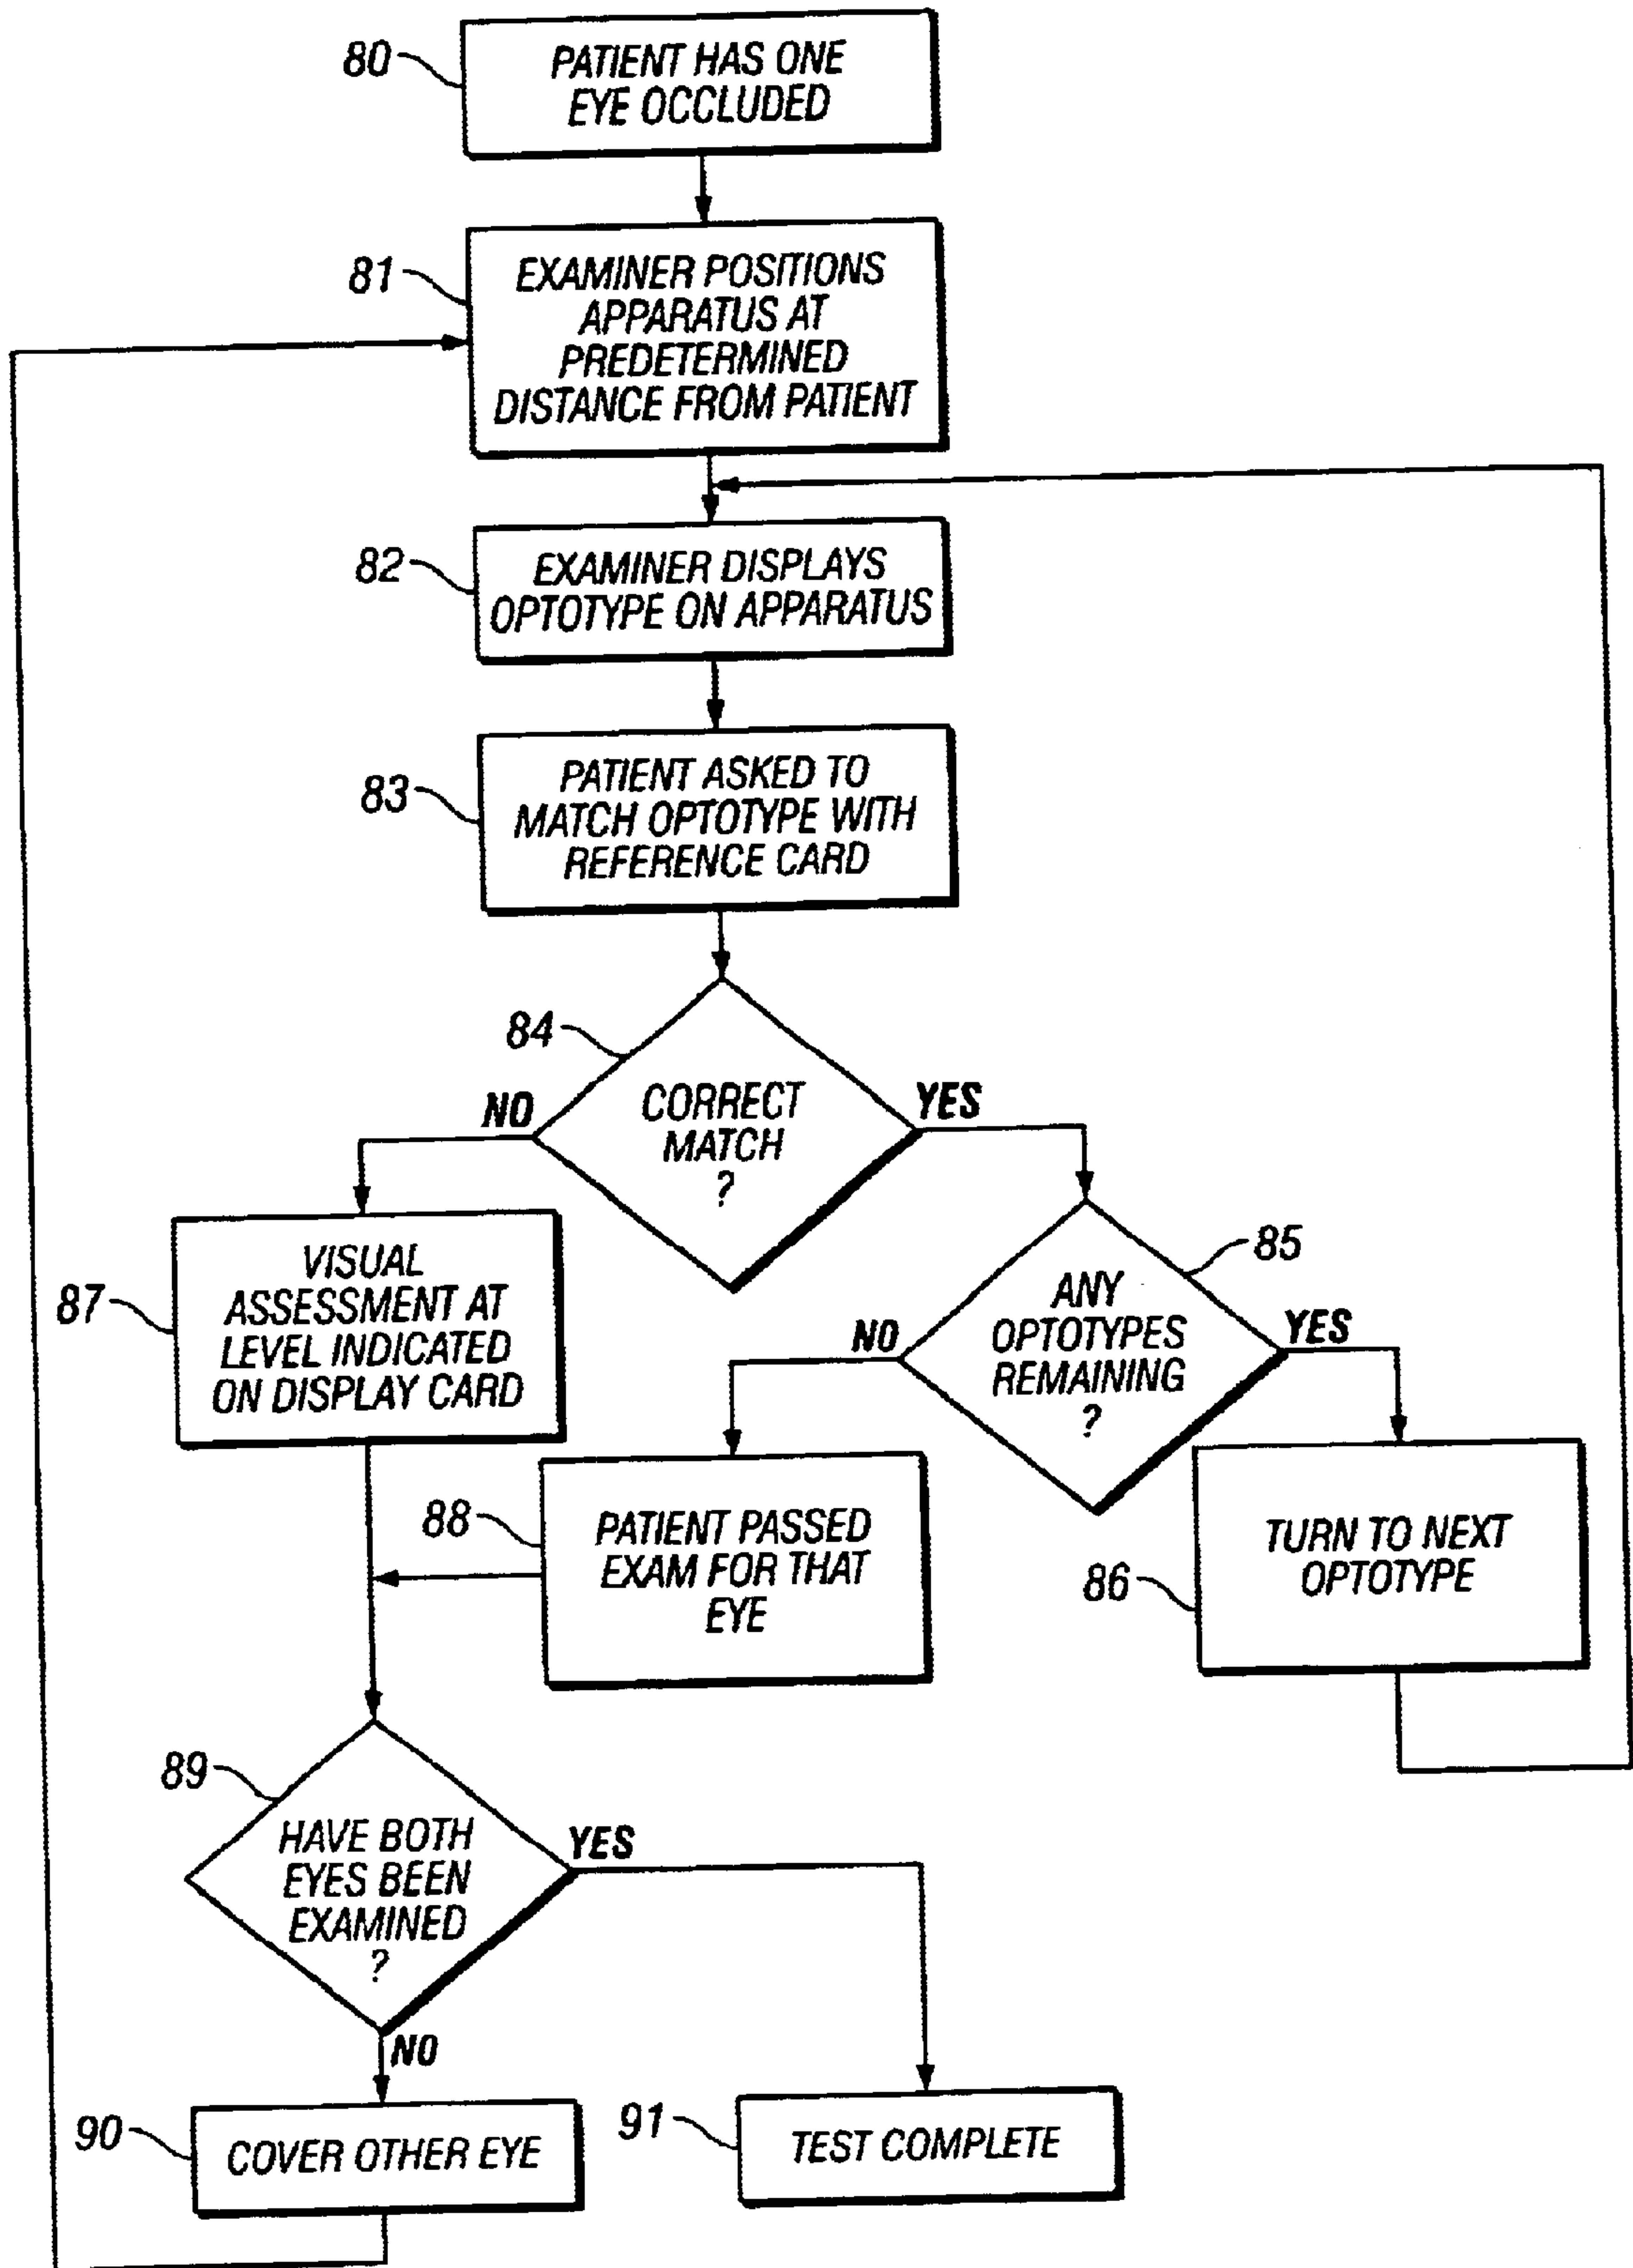 80
PATIENT HAS ONE
EYE OCCLUDED
81
EXAMINER POSITIONS
APPARATUS AT
PREDETERMINED
DISTANCE FROM PATIENT
82
EXAMINER DISPLAYS
OPTOTYPE ON APPARATUS
83
PATIENT ASKED TO
MATCH OPTOTYPE WITH
REFERENCE CARD
84
CORRECT
MATCH
?
NO
YES
85
ANY
OPTOTYPES
REMAINING
?
NO
YES
87
VISUAL
ASSESSMENT AT
LEVEL INDICATED
ON DISPLAY CARD
88
PATIENT PASSED
EXAM FOR THAT
EYE
86
TURN TO NEXT
OPTOTYPE
89
HAVE BOTH
EYES BEEN
EXAMINED
?
YES
NO
90
COVER OTHER EYE
91
TEST COMPLETE